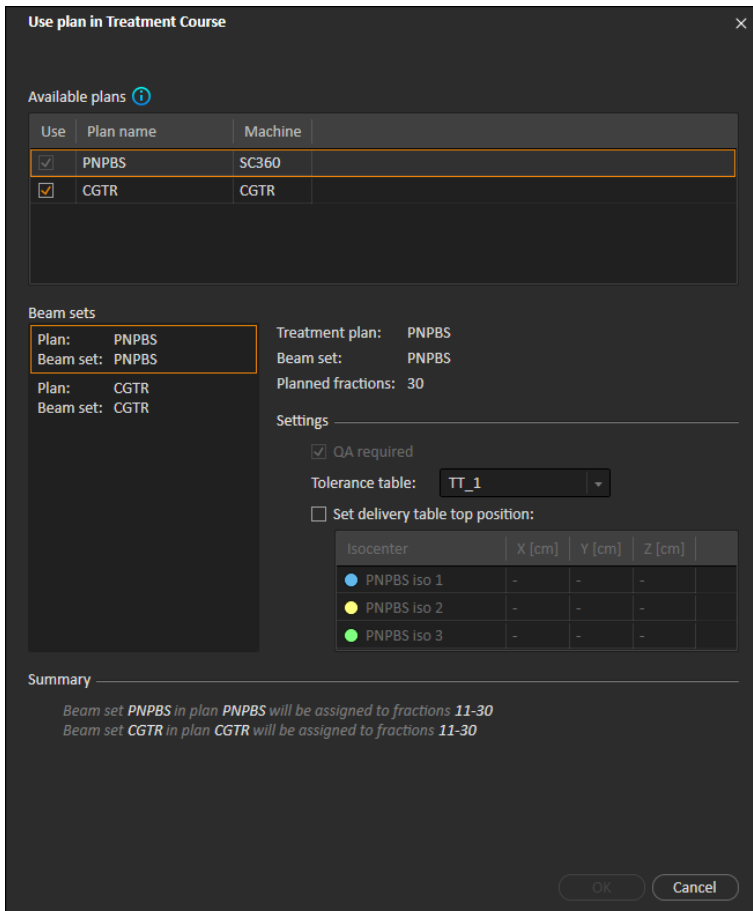 Use plan in Treatment Course
Available plans
Use Plan name Machine
PNPBS SC360
CGTR CGTR
Beam sets
Plan: PNPBS
Beam set: PNPBS
Plan: CGTR
Beam set: CGTR
Treatment plan: PNPBS
Beam set: PNPBS
Planned fractions: 30
Settings
QA required
Tolerance table: TT_1
Set delivery table top position:
Isocenter X [cm] Y [cm] Z [cm]
PNPBS iso 1 - - -
PNPBS iso 2 - - -
PNPBS iso 3 - - -
Summary
Beam set PNPBS in plan PNPBS will be assigned to fractions 11-30
Beam set CGTR in plan CGTR will be assigned to fractions 11-30
OK Cancel